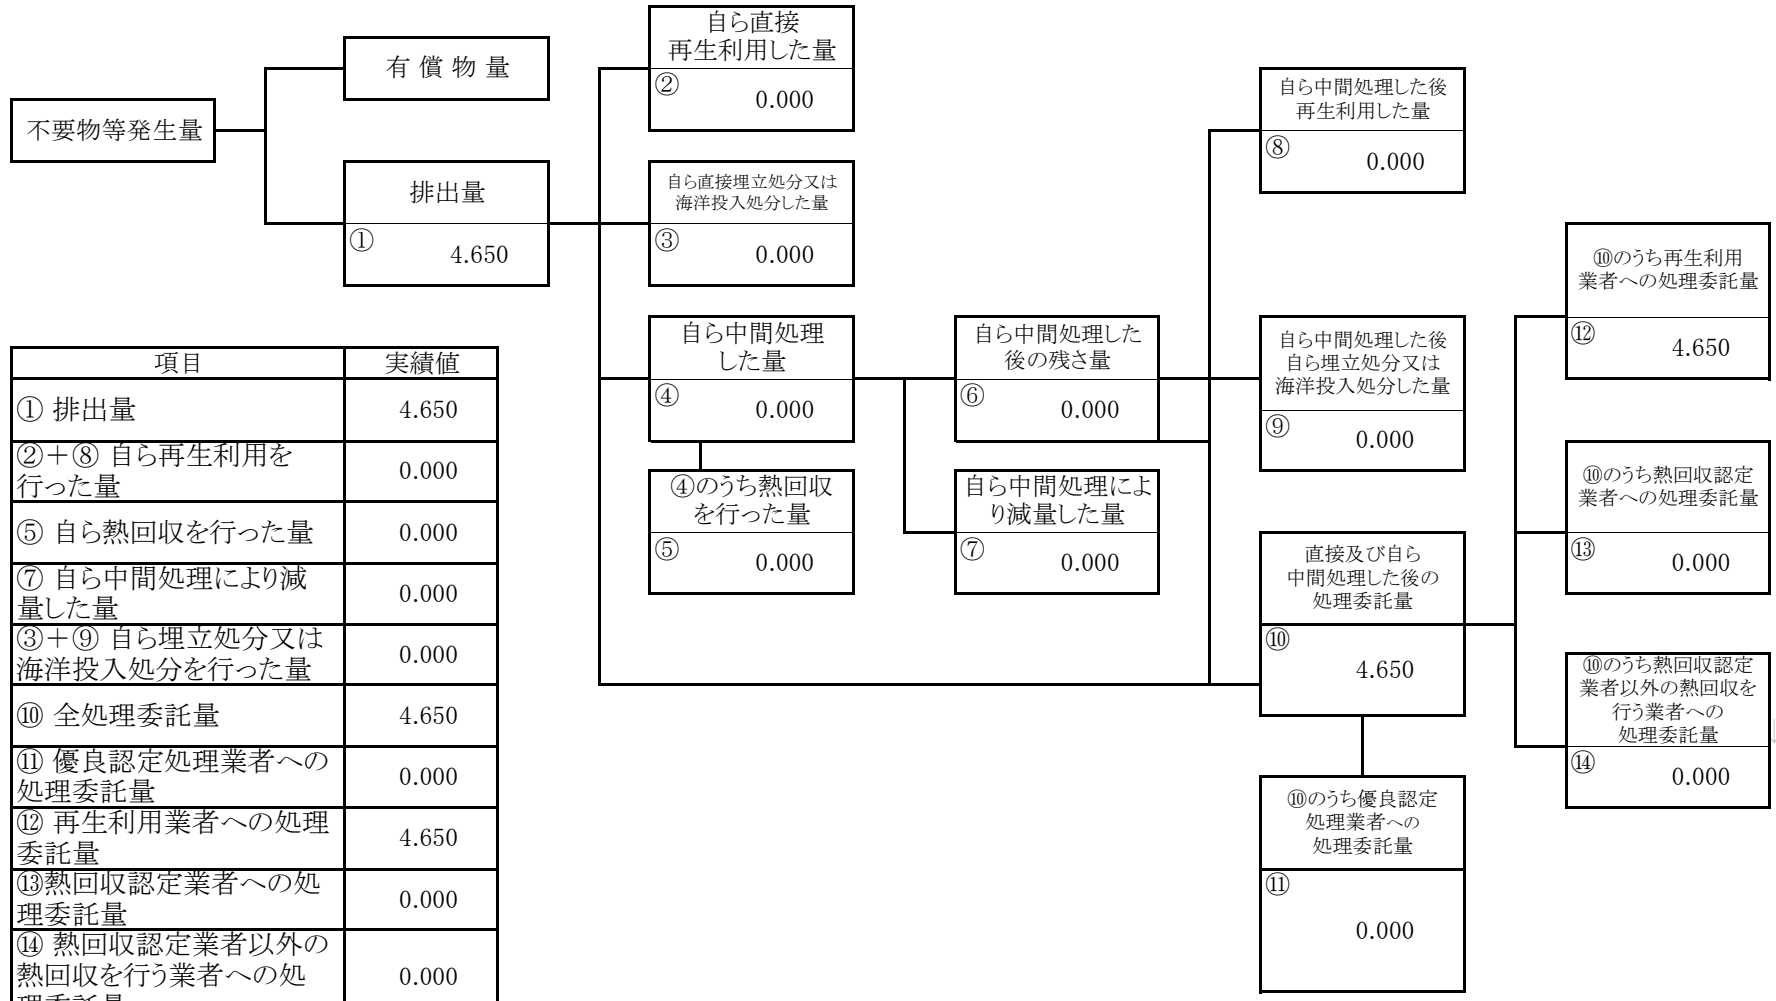 自ら直接
再生利用した量
②
0.000
有 償 物 量
不要物等発生量
排出量
①
4.650
自ら直接埋立処分又は
海洋投入処分した量
③
0.000
自ら中間処理した後
再生利用した量
⑧
0.000
自ら中間処理
した量
④
0.000
自ら中間処理した
後の残さ量
⑥
0.000
自ら中間処理した後
自ら埋立処分又は
海洋投入処分した量
⑨
0.000
⑩のうち再生利用
業者への処理委託量
⑫
4.650
④のうち熱回収
を行った量
⑤
0.000
自ら中間処理によ
り減量した量
⑦
0.000
⑩のうち熱回収認定
業者への処理委託量
⑬
0.000
直接及び自ら
中間処理した後の
処理委託量
⑩
4.650
⑩のうち熱回収認定
業者以外の熱回収を
行う業者への
処理委託量
⑭
0.000
⑩のうち優良認定
処理業者への
処理委託量
⑪
0.000
項目 実績値
① 排出量 4.650
②＋⑧ 自ら再生利用を
行った量 0.000
⑤ 自ら熱回収を行った量 0.000
⑦ 自ら中間処理により減
量した量 0.000
③＋⑨ 自ら埋立処分又は
海洋投入処分を行った量 0.000
⑩ 全処理委託量 4.650
⑪ 優良認定処理業者への
処理委託量 0.000
⑫ 再生利用業者への処理
委託量 4.650
⑬熱回収認定業者への処
理委託量 0.000
⑭ 熱回収認定業者以外の
熱回収を行う業者への処 0.000
理委託量